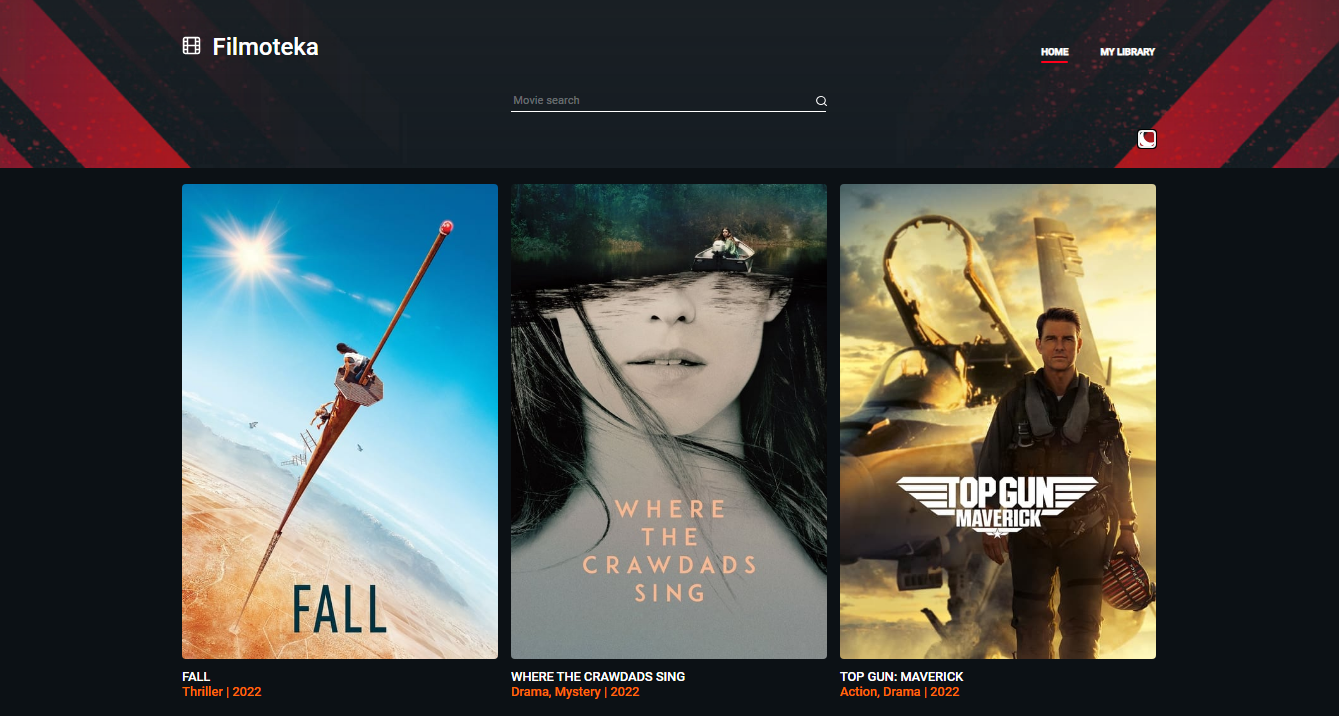 Filmoteka
HOME
MY LIBRARY
Movie search
FALL
WHERE
THE
CRAWDADS
SING
TOP GUN
MAVERICK
FALL
Thriller | 2022
WHERE THE CRAWDADS SING
Drama, Mystery | 2022
TOP GUN: MAVERICK
Action, Drama | 2022